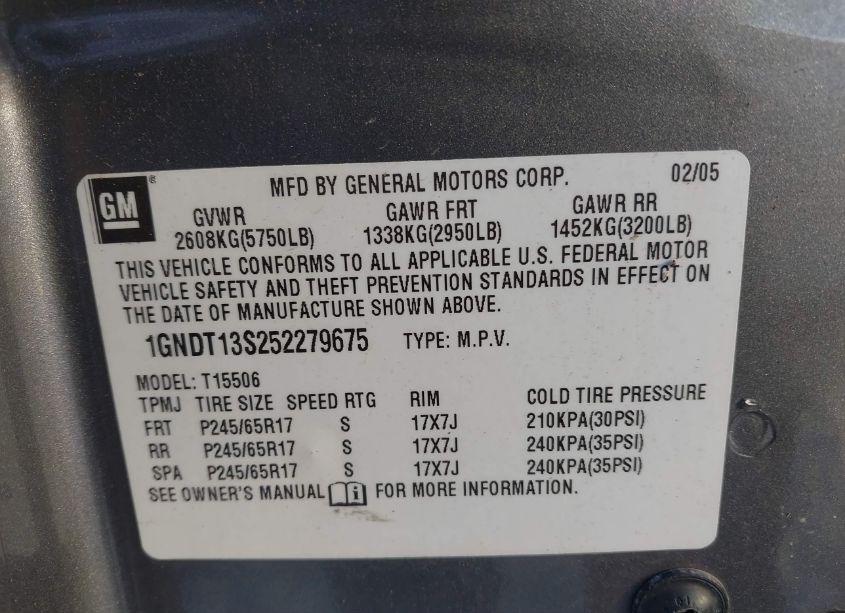 GM ®
MFD BY GENERAL MOTORS CORP. 02/05
GVWR GAWR FRT GAWR RR
2608KG(5750LB) 1338KG(2950LB) 1452KG(3200LB)
THIS VEHICLE CONFORMS TO ALL APPLICABLE U.S. FEDERAL MOTOR
VEHICLE SAFETY AND THEFT PREVENTION STANDARDS IN EFFECT ON
THE DATE OF MANUFACTURE SHOWN ABOVE.
1GNDT13S252279675 TYPE: M.P.V.
MODEL: T15506
TPMJ TIRE SIZE SPEED RTG RIM COLD TIRE PRESSURE
FRT P245/65R17 S 17X7J 210KPA(30PSI)
RR P245/65R17 S 17X7J 240KPA(35PSI)
SPA P245/65R17 S 17X7J 240KPA(35PSI)
SEE OWNER'S MANUAL i FOR MORE INFORMATION.